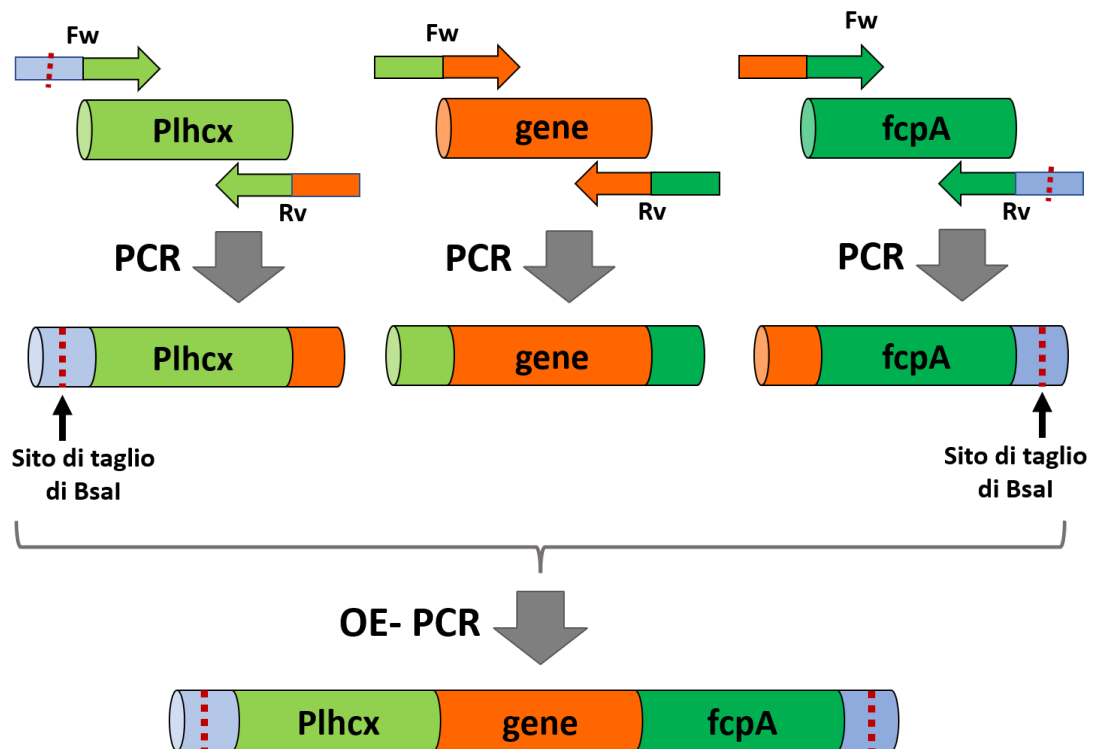 Fw
Fw
Fw
Plhcx
gene
fcpA
Rv
Rv
Rv
PCR
PCR
PCR
Plhcx
gene
fcpA
Sito di taglio
di BsaI
Sito di taglio
di BsaI
OE- PCR
Plhcx
gene
fcpA